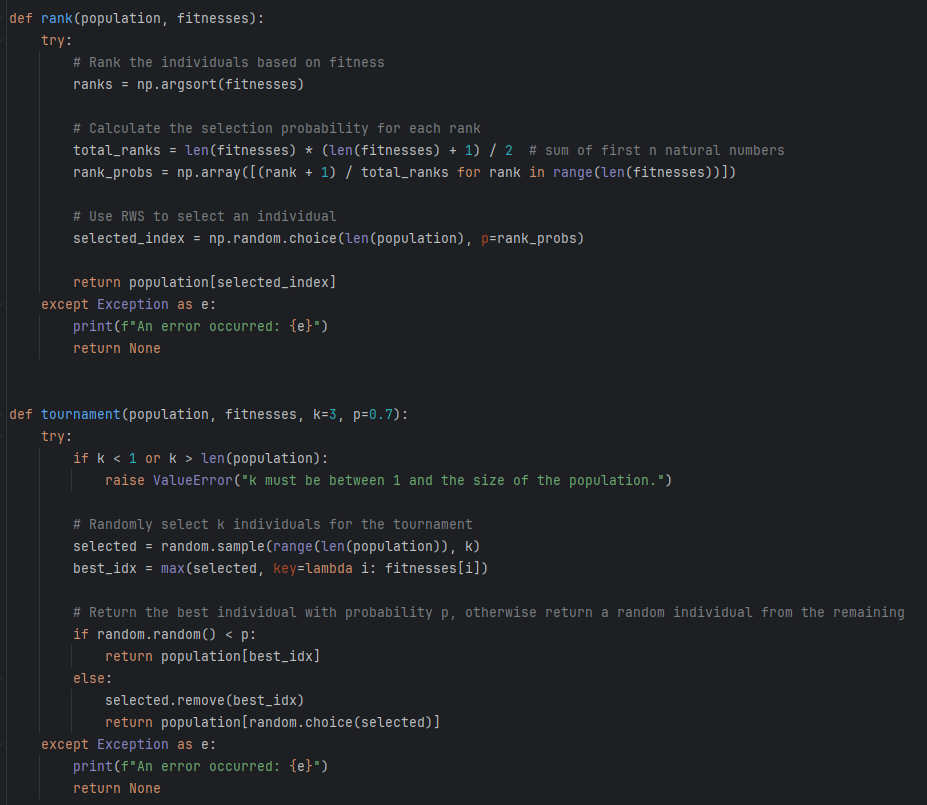 def rank(population, fitnesses):
    try:
        # Rank the individuals based on fitness
        ranks = np.argsort(fitnesses)

        # Calculate the selection probability for each rank
        total_ranks = len(fitnesses) * (len(fitnesses) + 1) / 2  # sum of first n natural numbers
        rank_probs = np.array([(rank + 1) / total_ranks for rank in range(len(fitnesses))])

        # Use RWS to select an individual
        selected_index = np.random.choice(len(population), p=rank_probs)

        return population[selected_index]
    except Exception as e:
        print(f"An error occurred: {e}")
        return None


def tournament(population, fitnesses, k=3, p=0.7):
    try:
        if k < 1 or k > len(population):
            raise ValueError("k must be between 1 and the size of the population.")

        # Randomly select k individuals for the tournament
        selected = random.sample(range(len(population)), k)
        best_idx = max(selected, key=lambda i: fitnesses[i])

        # Return the best individual with probability p, otherwise return a random individual from the remaining
        if random.random() < p:
            return population[best_idx]
        else:
            selected.remove(best_idx)
            return population[random.choice(selected)]
    except Exception as e:
        print(f"An error occurred: {e}")
        return None